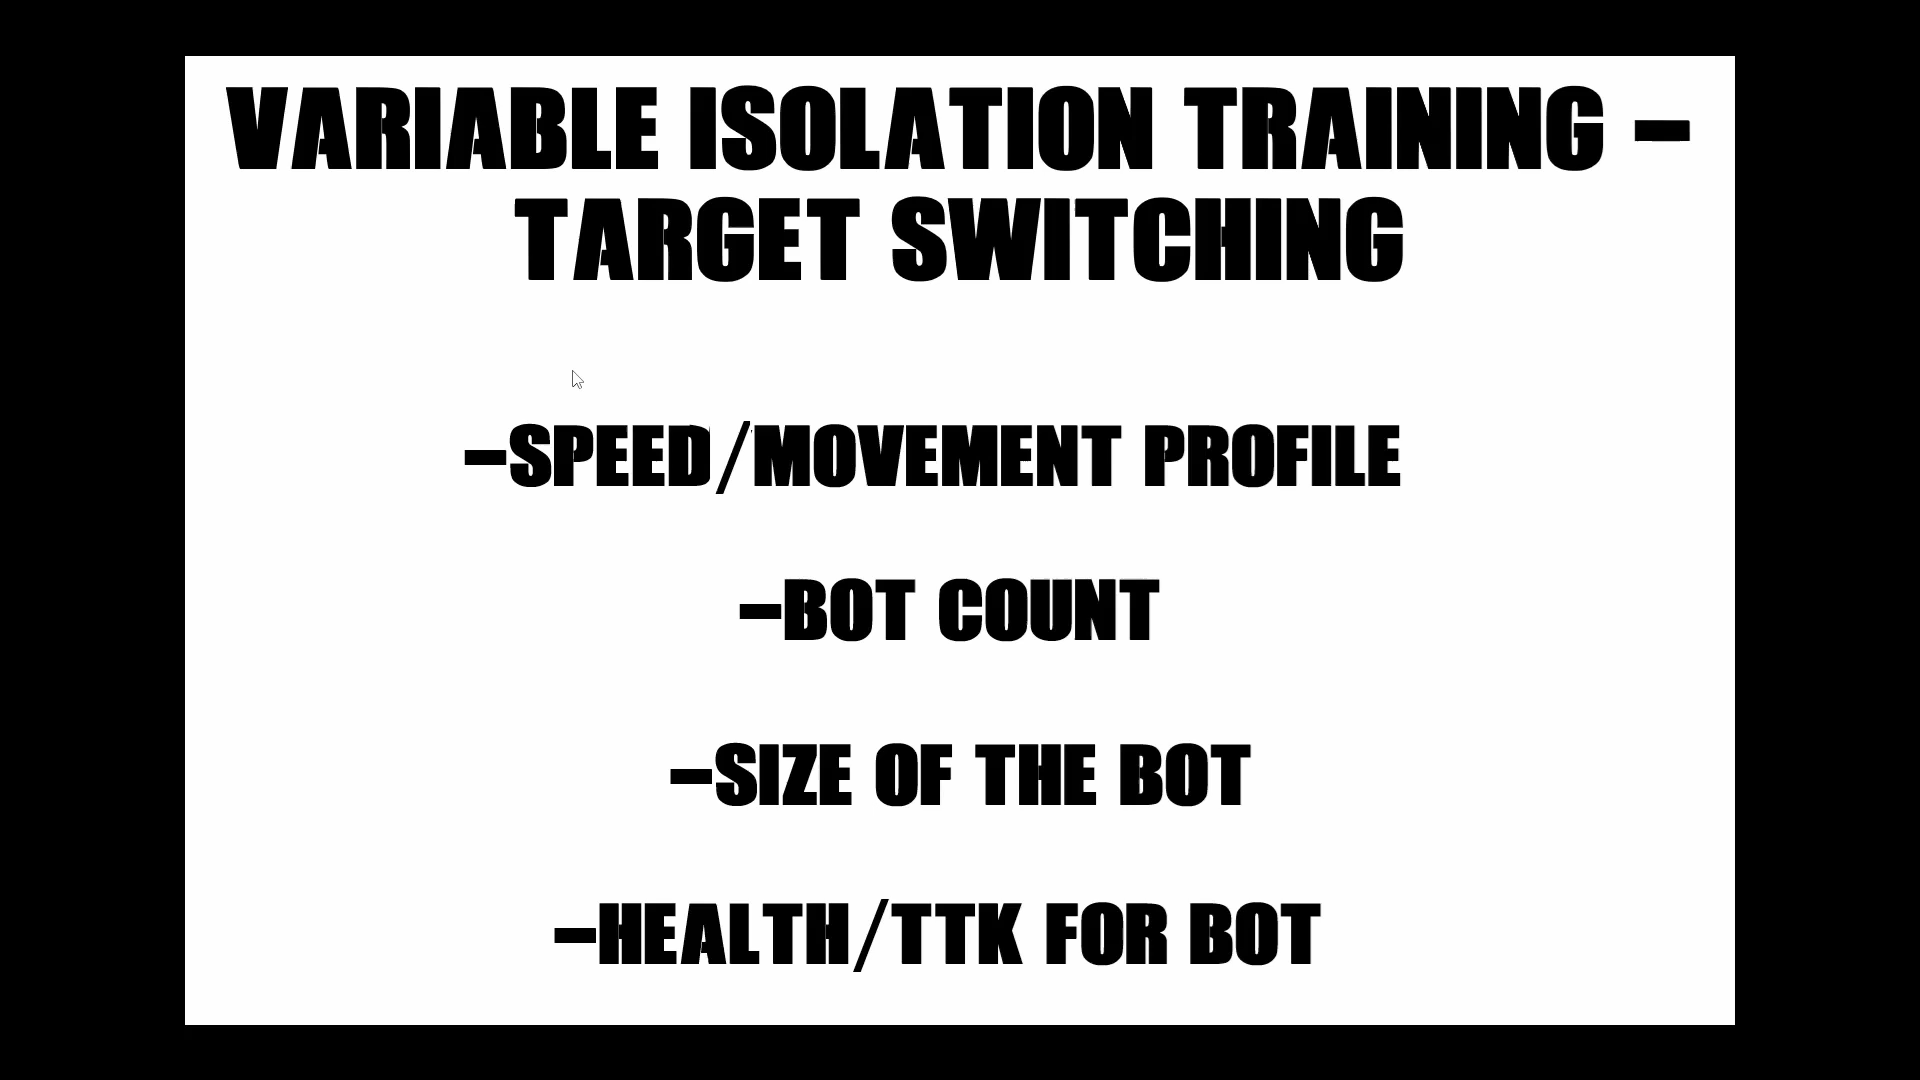 VARIABLE ISOLATION TRAINING -
TARGET SWITCHING
-SPEED/MOVEMENT PROFILE
-BOT COUNT
-SIZE OF THE BOT
-HEALTH/TTK FOR BOT